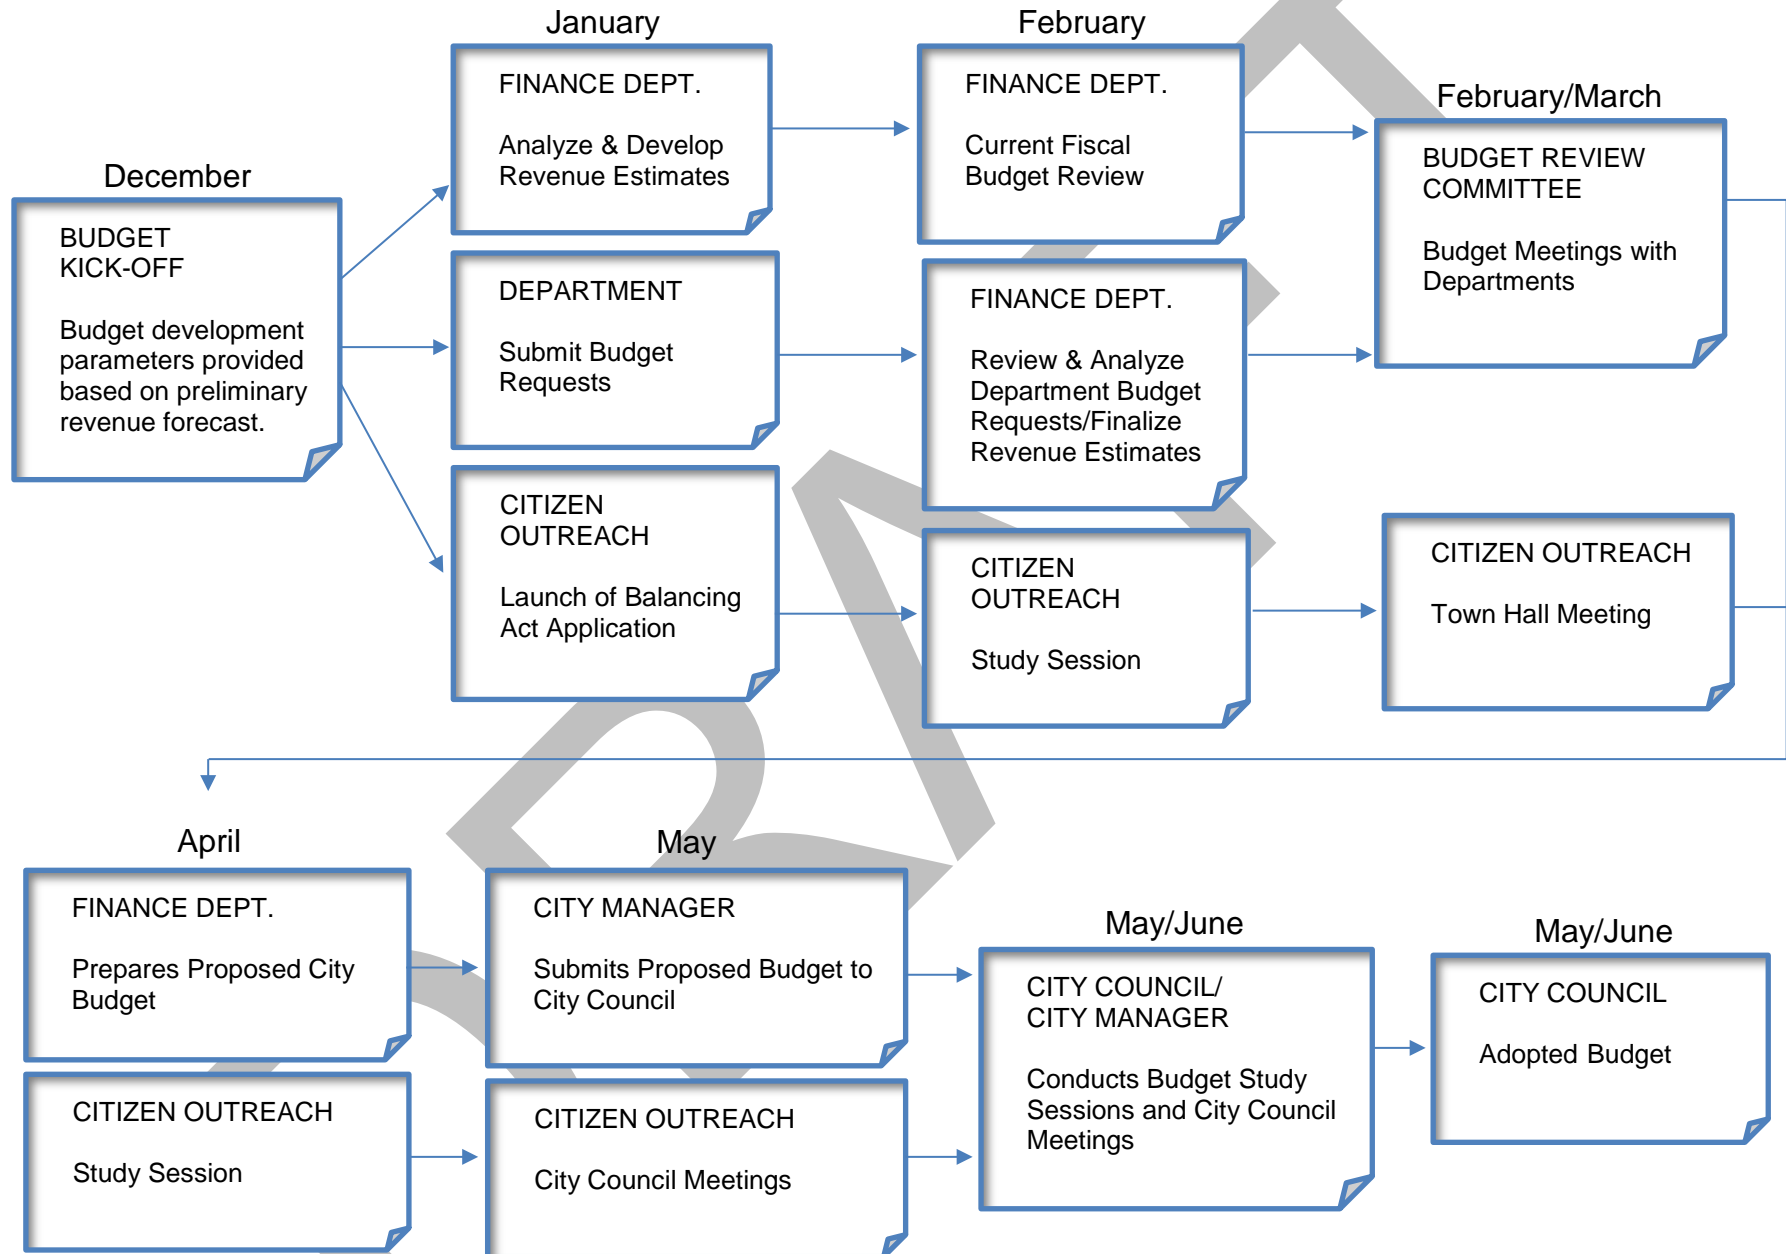 December
BUDGET
KICK-OFF
Budget development
parameters provided
based on preliminary
revenue forecast.
January
FINANCE DEPT.
Analyze & Develop
Revenue Estimates
DEPARTMENT
Submit Budget
Requests
CITIZEN
OUTREACH
Launch of Balancing
Act Application
February
FINANCE DEPT.
Current Fiscal
Budget Review
FINANCE DEPT.
Review & Analyze
Department Budget
Requests/Finalize
Revenue Estimates
CITIZEN
OUTREACH
Study Session
February/March
BUDGET REVIEW
COMMITTEE
Budget Meetings with
Departments
CITIZEN OUTREACH
Town Hall Meeting
April
FINANCE DEPT.
Prepares Proposed City
Budget
CITIZEN OUTREACH
Study Session
May
CITY MANAGER
Submits Proposed Budget to
City Council
CITIZEN OUTREACH
City Council Meetings
May/June
CITY COUNCIL/
CITY MANAGER
Conducts Budget Study
Sessions and City Council
Meetings
May/June
CITY COUNCIL
Adopted Budget
DRAFT